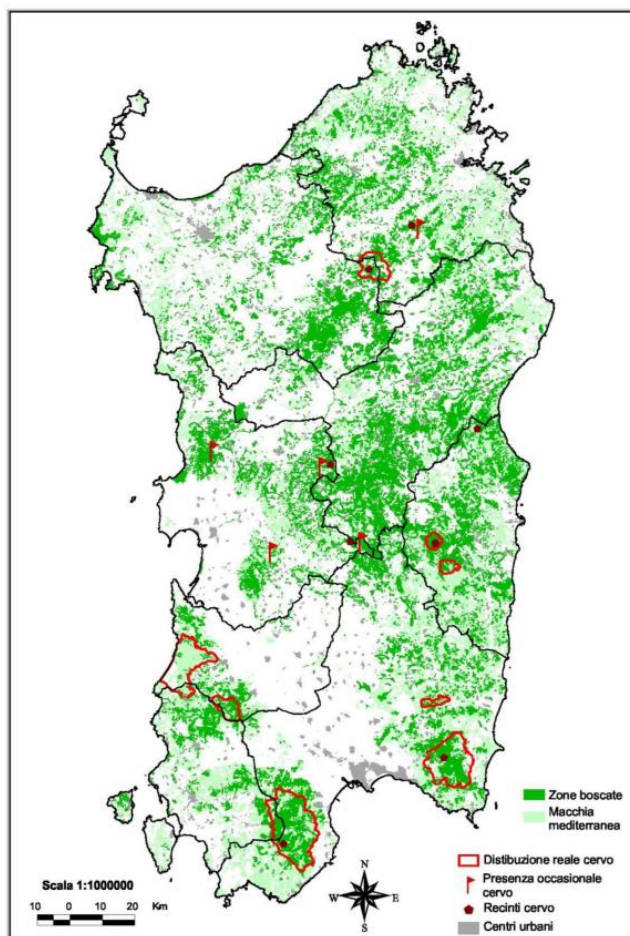 Zone boscate
Macchia
mediterranea
Distibuzione reale cervo
Presenza occasionale
cervo
Recinti cervo
Centri urbani
N
W
E
S
Scala 1:1000000
10 0 10 20 Km